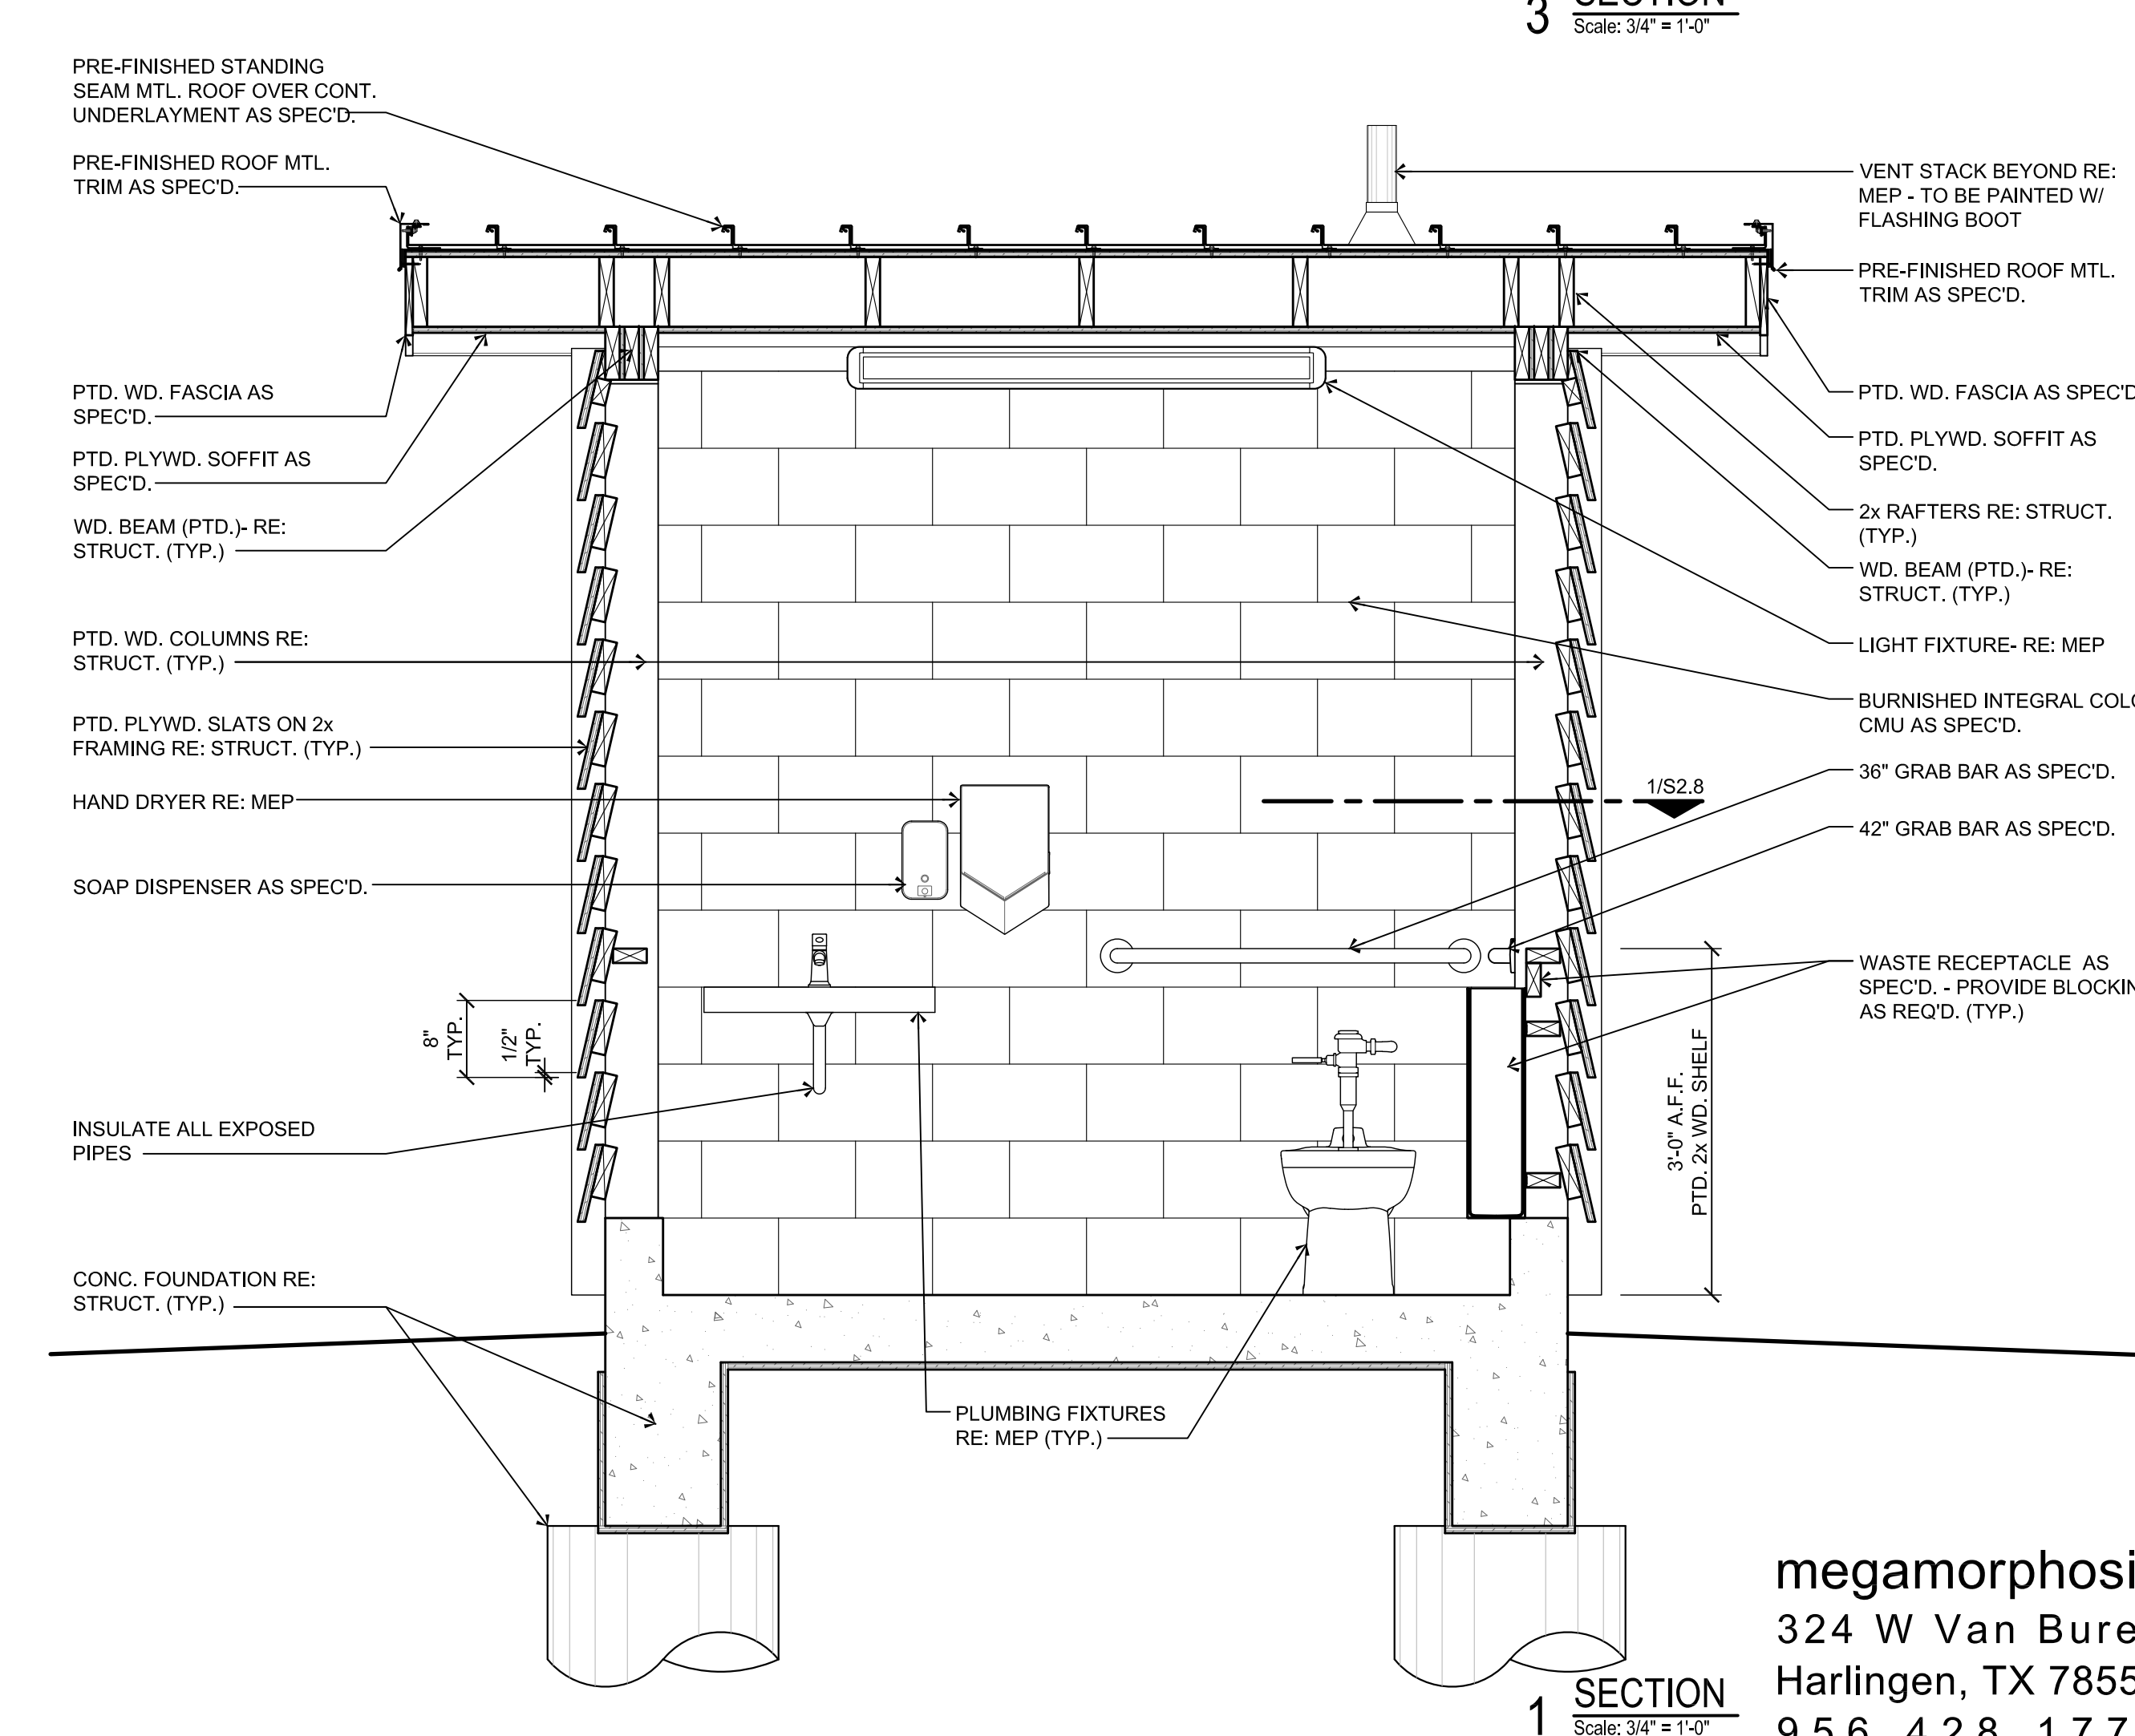 3 SECTION
Scale: 3/4" = 1'-0"
PRE-FINISHED STANDING
SEAM MTL. ROOF OVER CONT.
UNDERLAYMENT AS SPEC'D.
PRE-FINISHED ROOF MTL.
TRIM AS SPEC'D.
PTD. WD. FASCIA AS
SPEC'D.
PTD. PLYWD. SOFFIT AS
SPEC'D.
WD. BEAM (PTD.)- RE:
STRUCT. (TYP.)
PTD. WD. COLUMNS RE:
STRUCT. (TYP.)
PTD. PLYWD. SLATS ON 2x
FRAMING RE: STRUCT. (TYP.)
HAND DRYER RE: MEP
SOAP DISPENSER AS SPEC'D.
8"
TYP.
1/2"
TYP.
INSULATE ALL EXPOSED
PIPES
CONC. FOUNDATION RE:
STRUCT. (TYP.)
PLUMBING FIXTURES
RE: MEP (TYP.)
VENT STACK BEYOND RE:
MEP - TO BE PAINTED W/
FLASHING BOOT
PRE-FINISHED ROOF MTL.
TRIM AS SPEC'D.
PTD. WD. FASCIA AS SPEC'D
PTD. PLYWD. SOFFIT AS
SPEC'D.
2x RAFTERS RE: STRUCT.
(TYP.)
WD. BEAM (PTD.)- RE:
STRUCT. (TYP.)
LIGHT FIXTURE- RE: MEP
BURNISHED INTEGRAL COLO
CMU AS SPEC'D.
36" GRAB BAR AS SPEC'D.
1/S2.8
42" GRAB BAR AS SPEC'D.
WASTE RECEPTACLE AS
SPEC'D. - PROVIDE BLOCKIN
AS REQ'D. (TYP.)
3'-0" A.F.F.
PTD. 2x WD. SHELF
megamorphosi
324 W Van Bure
Harlingen, TX 7855
956 428 177
1 SECTION
Scale: 3/4" = 1'-0"